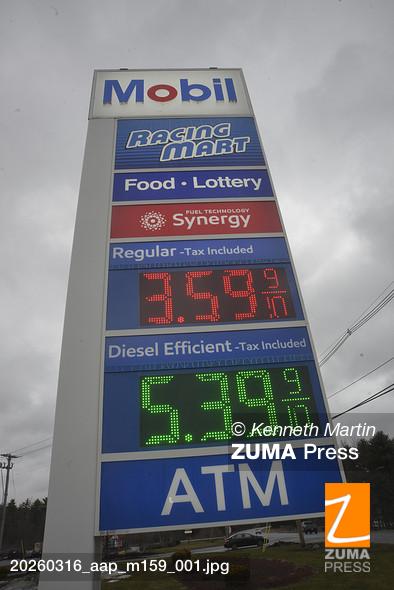 Mobil
RACING
MART
Food · Lottery
FUEL TECHNOLOGY
Synergy
Regular -Tax Included
3.59 9/10
Diesel Efficient -Tax Included
5.39 9/10
© Kenneth Martin
ZUMA Press
ATM
Z
ZUMA
PRESS
20260316_aap_m159_001.jpg